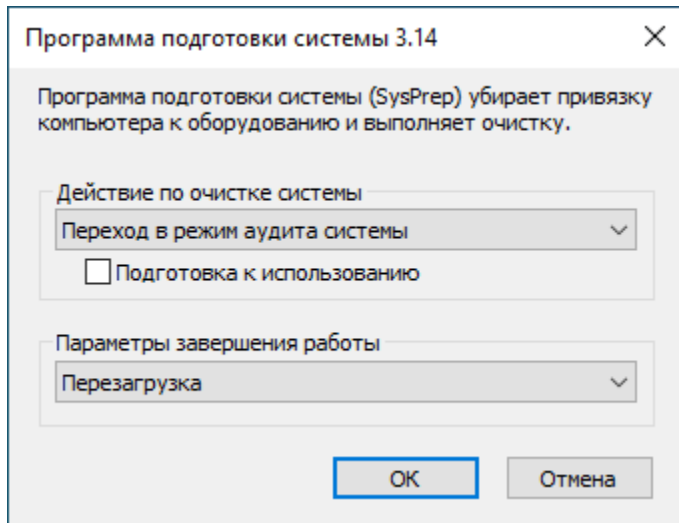 Программа подготовки системы 3.14
Программа подготовки системы (SysPrep) убирает привязку
компьютера к оборудованию и выполняет очистку.
Действие по очистке системы
Переход в режим аудита системы
Подготовка к использованию
Параметры завершения работы
Перезагрузка
ОК
Отмена